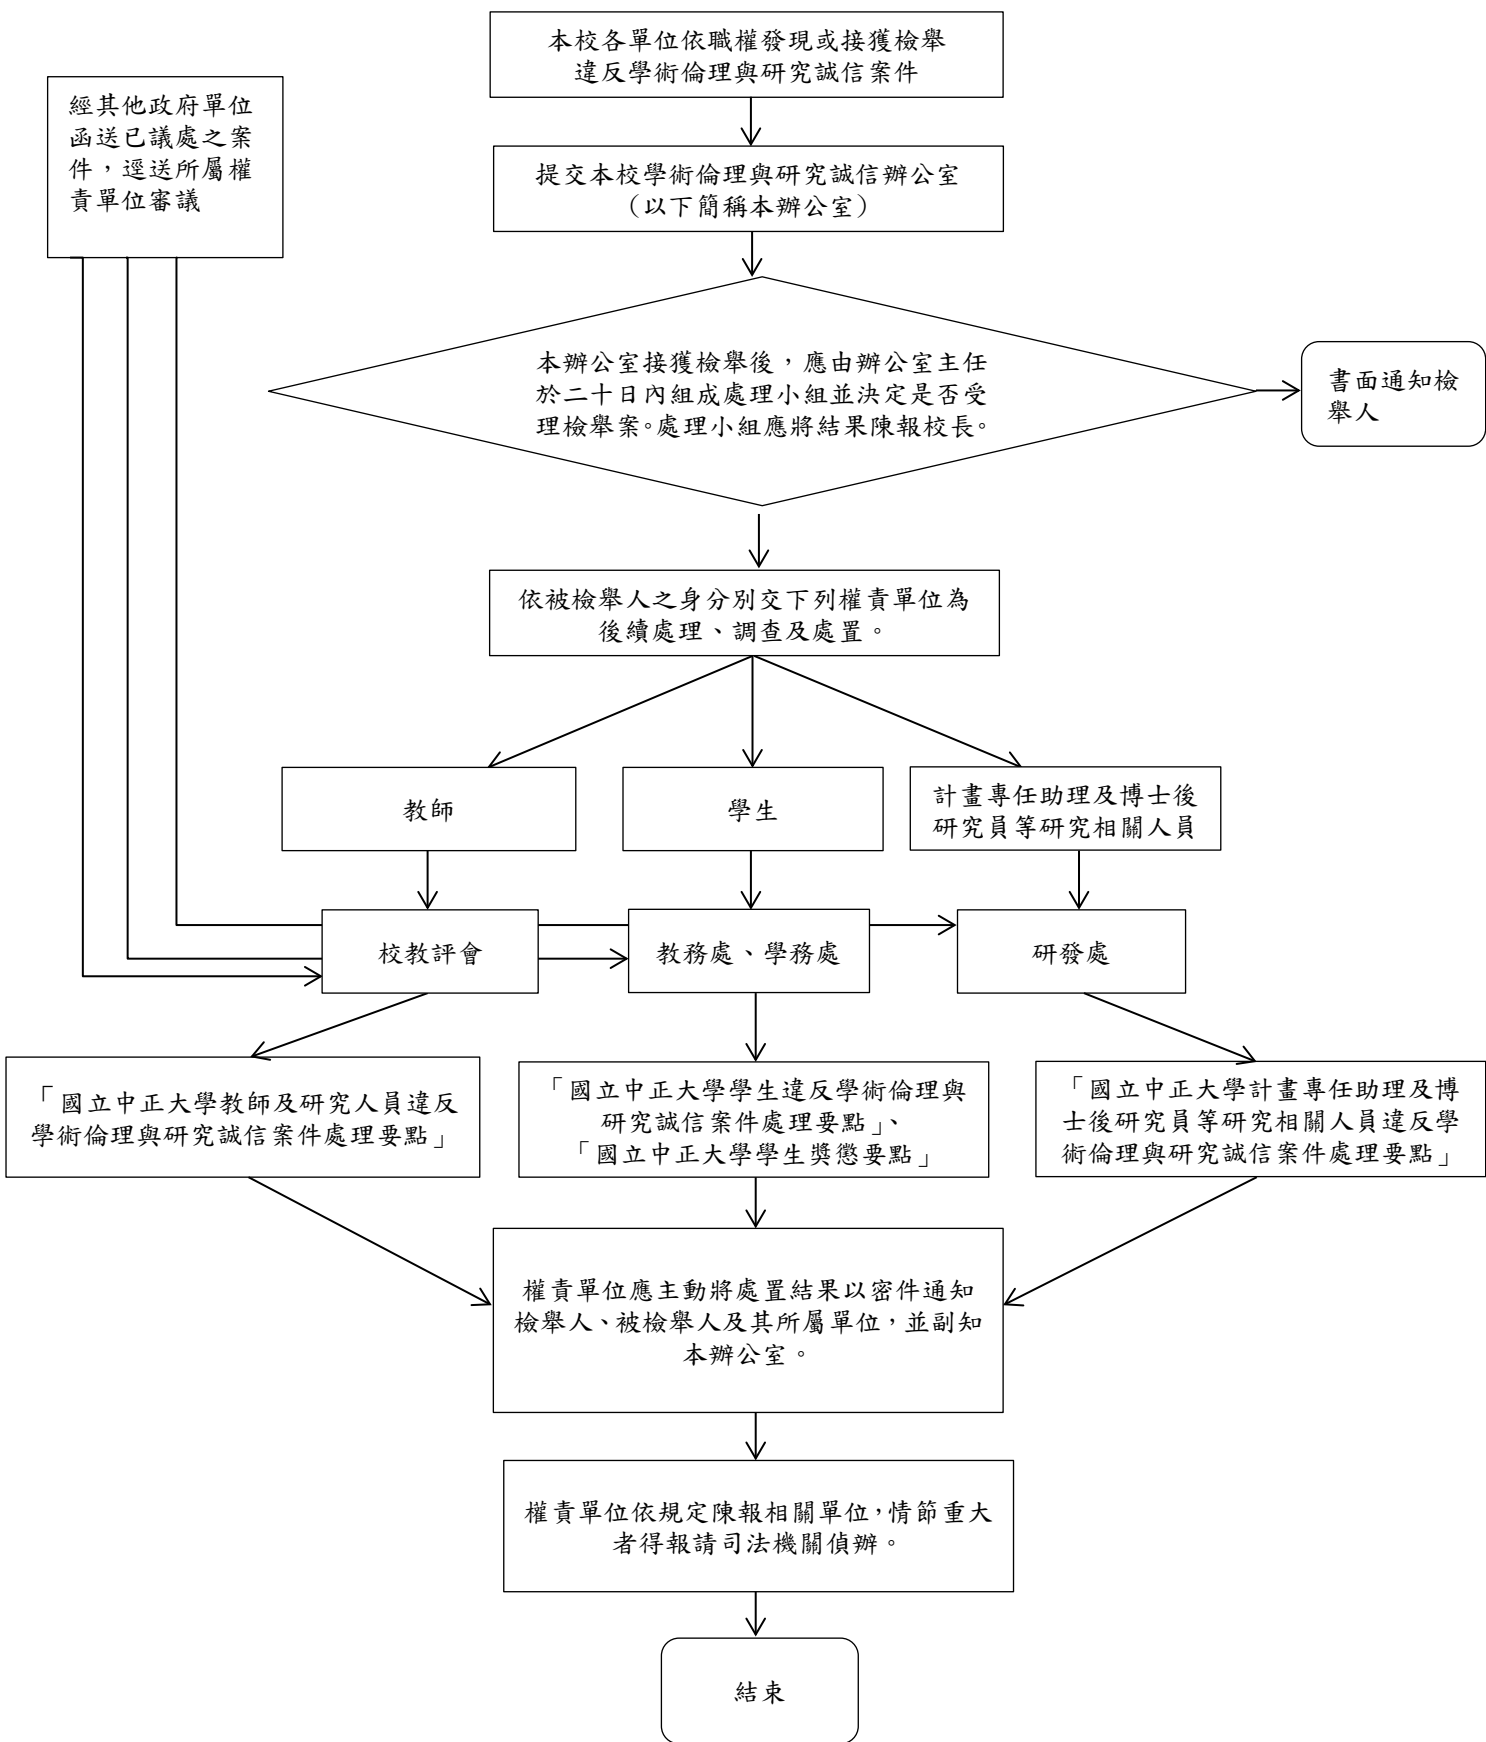 本校各單位依職權發現或接獲檢舉
違反學術倫理與研究誠信案件
經其他政府單位
函送已議處之案
件，逕送所屬權
責單位審議
提交本校學術倫理與研究誠信辦公室
（以下簡稱本辦公室）
本辦公室接獲檢舉後，應由辦公室主任
於二十日內組成處理小組並決定是否受
理檢舉案。處理小組應將結果陳報校長。
書面通知檢
舉人
依被檢舉人之身分別交下列權責單位為
後續處理、調查及處置。
教師
學生
計畫專任助理及博士後
研究員等研究相關人員
校教評會
教務處、學務處
研發處
「國立中正大學教師及研究人員違反
學術倫理與研究誠信案件處理要點」
「國立中正大學學生違反學術倫理與
研究誠信案件處理要點」、
「國立中正大學學生獎懲要點」
「國立中正大學計畫專任助理及博
士後研究員等研究相關人員違反學
術倫理與研究誠信案件處理要點」
權責單位應主動將處置結果以密件通知
檢舉人、被檢舉人及其所屬單位，並副知
本辦公室。
權責單位依規定陳報相關單位，情節重大
者得報請司法機關偵辦。
結束